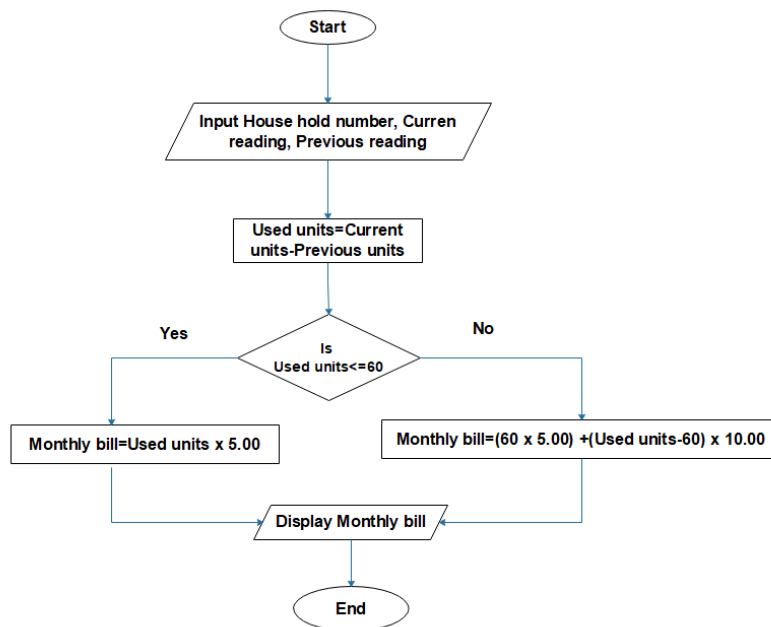 Start
Input House hold number, Curren
reading, Previous reading
Used units=Current
units-Previous units
Yes
No
Is
Used units<=60
Monthly bill=Used units x 5.00
Monthly bill=(60 x 5.00) +(Used units-60) x 10.00
Display Monthly bill
End